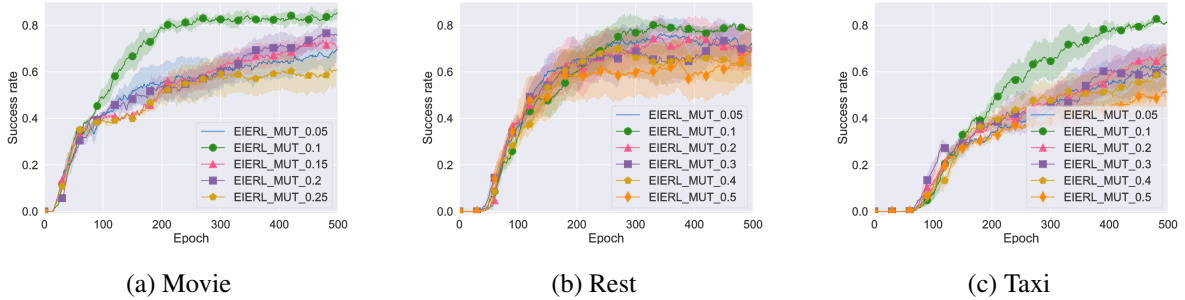 Success rate
0.8
0.6
0.4
0.2
0.0
0 100 200 300 400 500
Epoch
EIERL_MUT_0.05
EIERL_MUT_0.1
EIERL_MUT_0.15
EIERL_MUT_0.2
EIERL_MUT_0.25
(a) Movie
Success rate
0.8
0.6
0.4
0.2
0.0
0 100 200 300 400 500
Epoch
EIERL_MUT_0.05
EIERL_MUT_0.1
EIERL_MUT_0.2
EIERL_MUT_0.3
EIERL_MUT_0.4
EIERL_MUT_0.5
(b) Rest
Success rate
0.8
0.6
0.4
0.2
0.0
0 100 200 300 400 500
Epoch
EIERL_MUT_0.05
EIERL_MUT_0.1
EIERL_MUT_0.2
EIERL_MUT_0.3
EIERL_MUT_0.4
EIERL_MUT_0.5
(c) Taxi